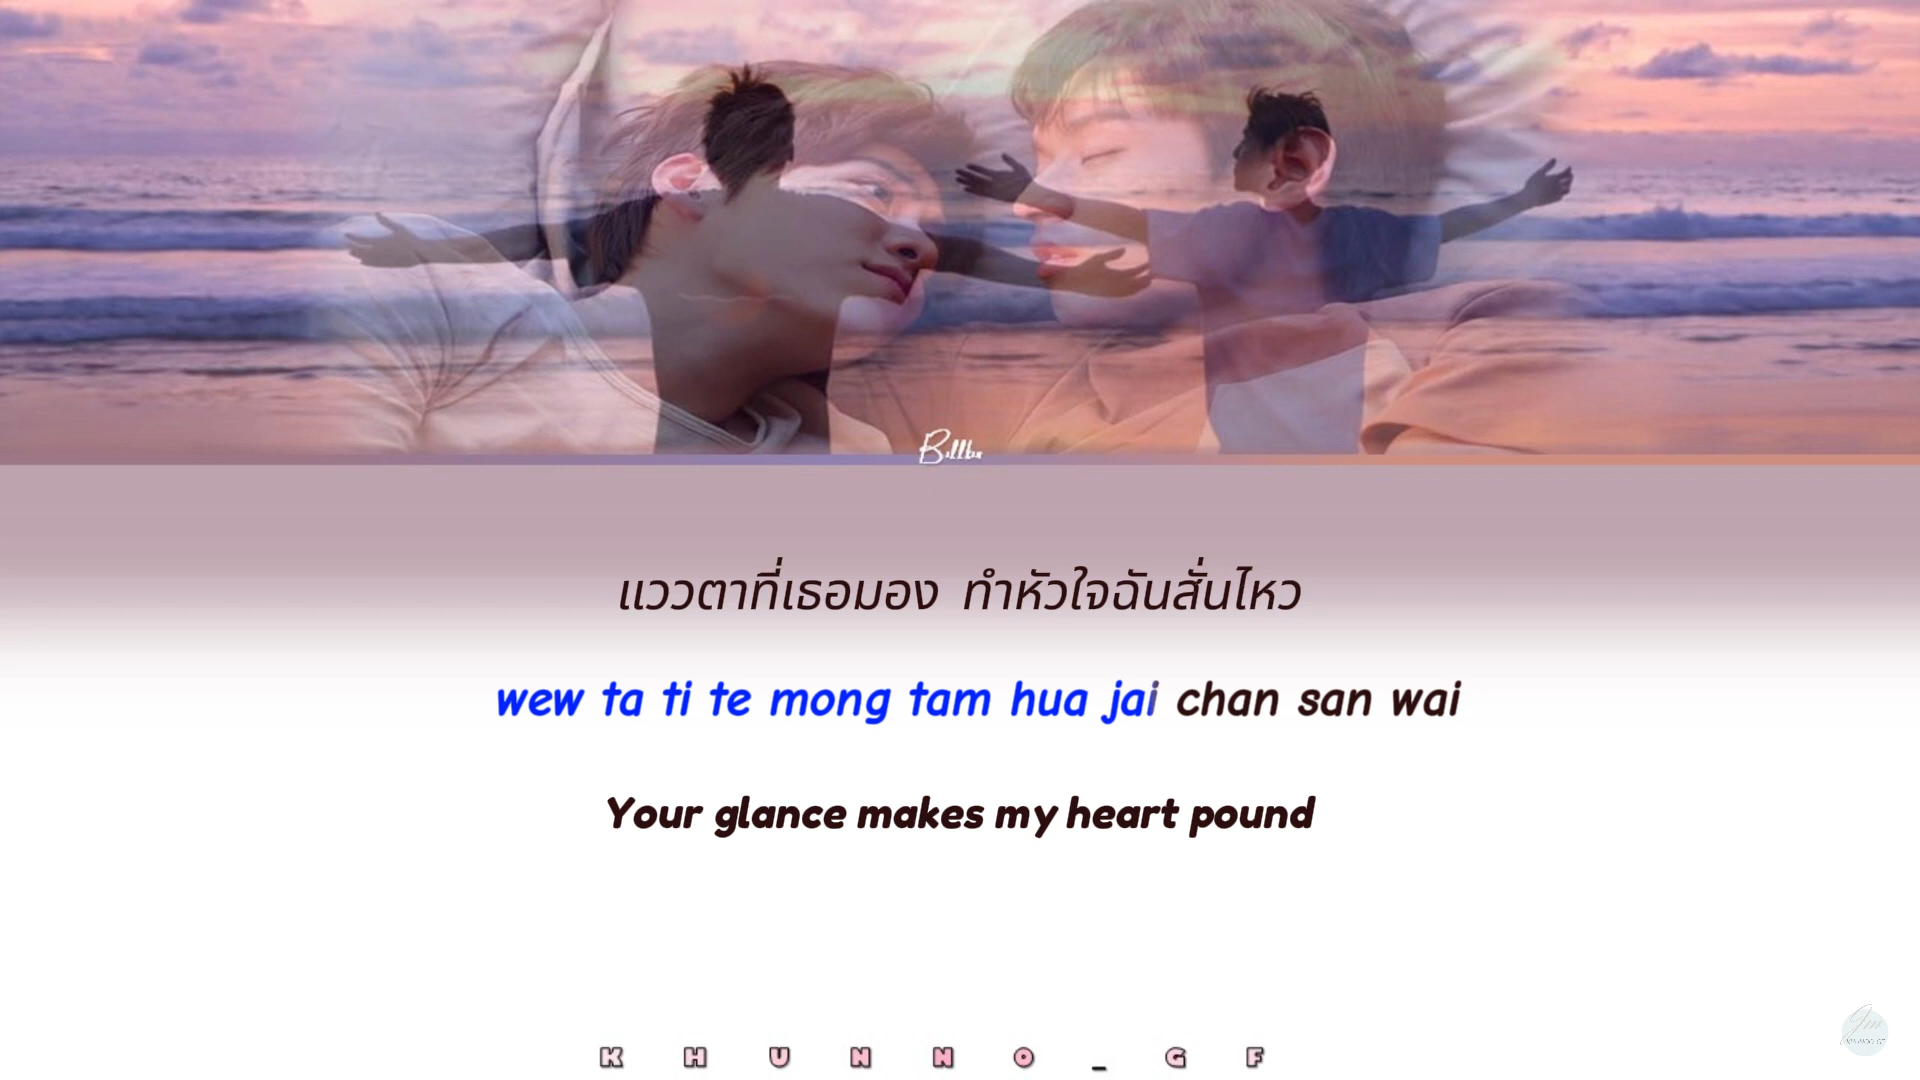 Billkin
แววตาที่เธอมอง ทำหัวใจฉันสั่นไหว
wew ta ti te mong tam hua jai chan san wai
Your glance makes my heart pound
KHUNNO_GF